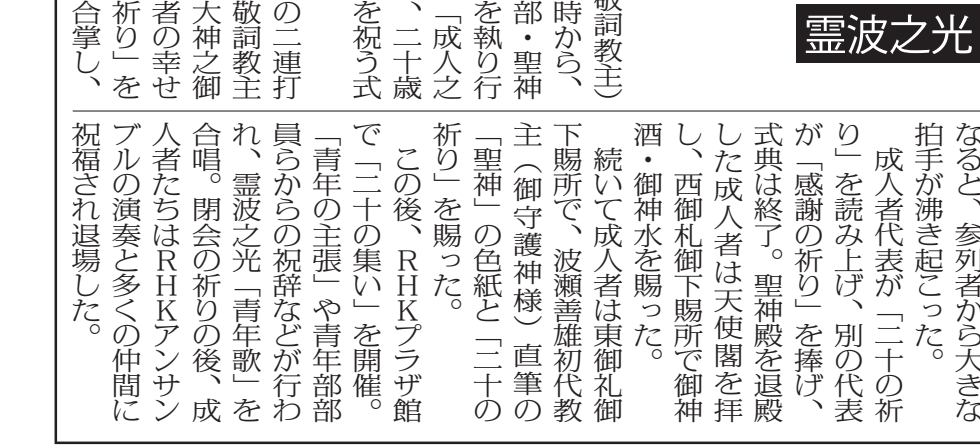 霊波之光
敬詞教主）
時から、
部・聖神
を執り行
「成人之
、二十歳
を祝う式
の二連打
敬詞教主
大神之御
者の幸せ
祈り」を
合掌し、
なると、参列者から大きな
拍手が沸き起こった。
成人者代表が「二十の祈
り」を読み上げ、別の代表
が「感謝の祈り」を捧げ、
式典は終了。聖神殿を退殿
した成人者は天使閣を拝
し、西御札御下賜所で御神
酒・御神水を賜った。
続いて成人者は東御礼御
下賜所で、波瀬善雄初代教
主（御守護神様）直筆の
「聖神」の色紙と「二十の
祈り」を賜った。
この後、ＲＨＫプラザ館
で「二十の集い」を開催。
「青年の主張」や青年部部
員らからの祝辞などが行わ
れ、霊波之光「青年歌」を
合唱。閉会の祈りの後、成
人者たちはＲＨＫアンサン
ブルの演奏と多くの仲間に
祝福され退場した。